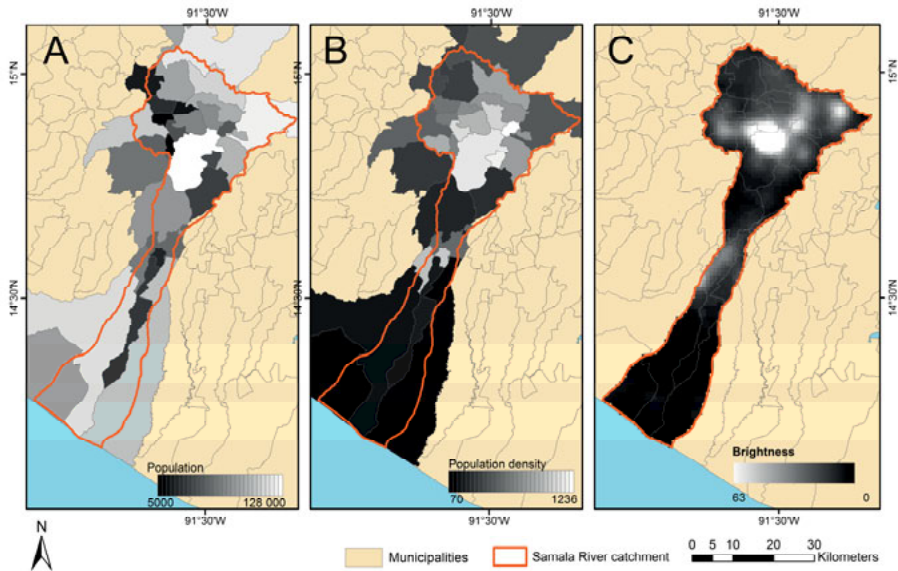 91°30'W
91°30'W
91°30'W
A
B
C
15°N
15°N
14°30'N
14°30'N
14°30'N
Population
5000
128 000
Population density
70
1236
Brightness
63
0
91°30'W
91°30'W
91°30'W
N
Municipalities
Samala River catchment
0 5 10 20 30
Kilometers